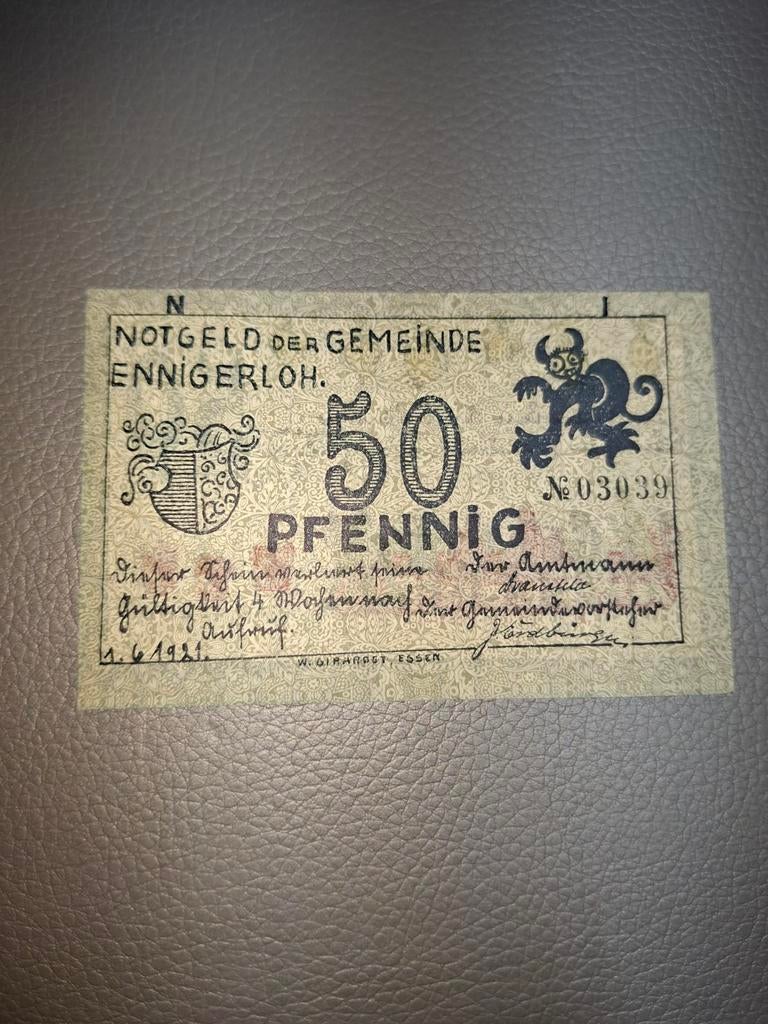 N I
NOTGELD DER GEMEINDE
ENNIGERLOH.
50
PFENNIG
№ 03039
Dieser Schein verliert seine
Gültigkeit 4 Wochen nach
Aufruf.
1.6.1921.
Der Amtmann
Der Gemeindevorsteher
W. GIRARDET, ESSEN